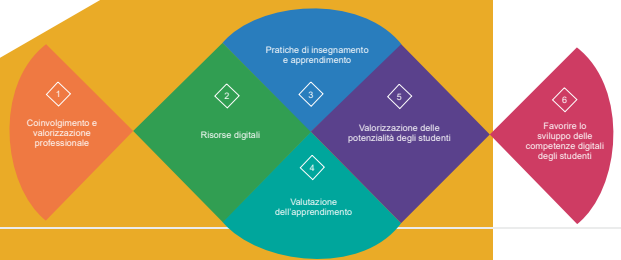 1
Coinvolgimento e
valorizzazione
professionale
2
Risorse digitali
Pratiche di insegnamento
e apprendimento
3
4
Valutazione
dell'apprendimento
5
Valorizzazione delle
potenzialità degli studenti
6
Favorire lo
sviluppo delle
competenze digitali
degli studenti